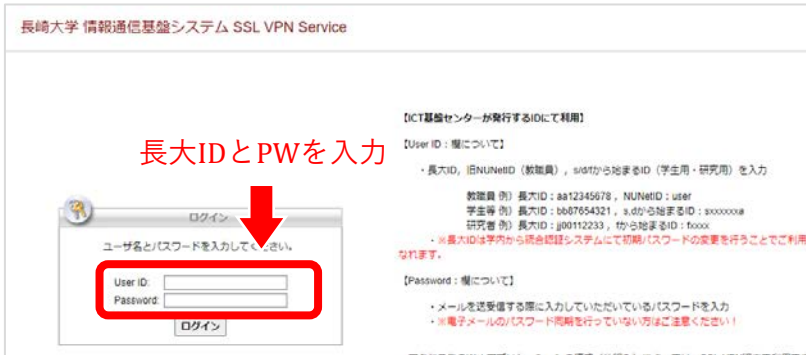 長崎大学 情報通信基盤システム SSL VPN Service
長大IDとPWを入力
ログイン
ユーザ名とパスワードを入力してください。
User ID:
Password:
ログイン
【ICT基盤センターが発行するIDにて利用】
【User ID：欄について】
・長大ID，旧NUNetID（教職員），s/d/fから始まるID（学生用・研究用）を入力
教職員 例）長大ID：aa12345678 , NUNetID：user
学生等 例）長大ID：bb87654321 , s,dから始まるID：sxxxxxxa
研究者 例）長大ID：jj00112233 , fから始まるID：fxxxx
・※長大IDは学内から統合認証システムにて初期パスワードの変更を行うことでご利用
なれます。
【Password：欄について】
・メールを送受信する際に入力していただいているパスワードを入力
・※電子メールのパスワード同期を行っていない方はご注意ください！